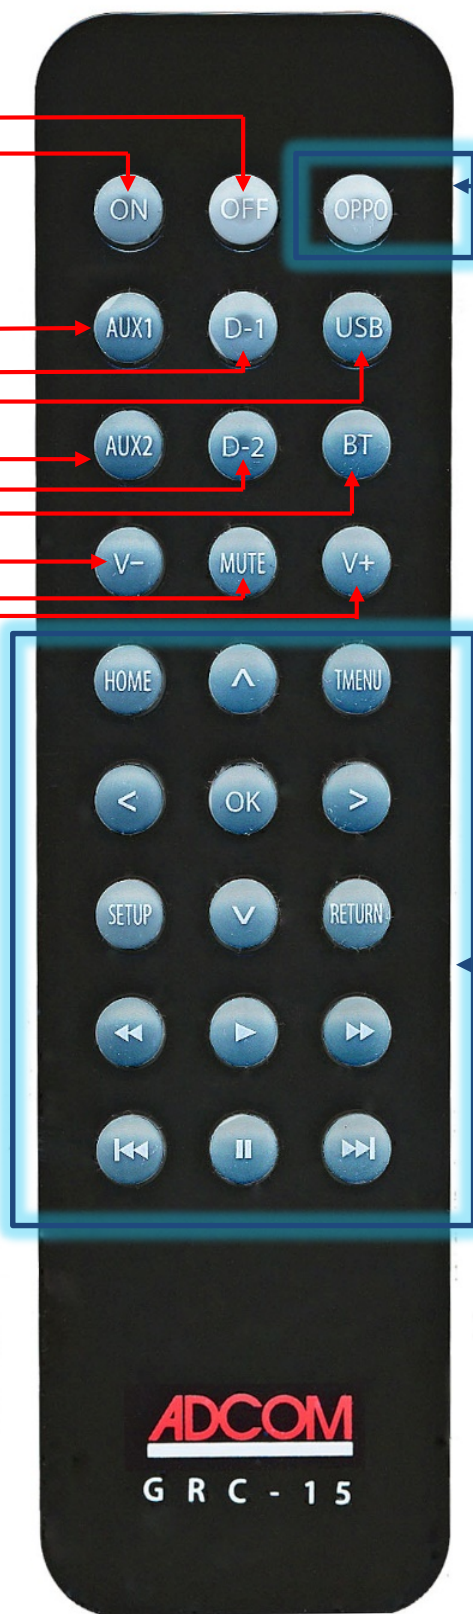 ON OFF OPPO
AUX1 D-1 USB
AUX2 D-2 BT
V− MUTE V+
HOME ^ TMENU
< OK >
SETUP v RETURN
ADCOM
GRC-15